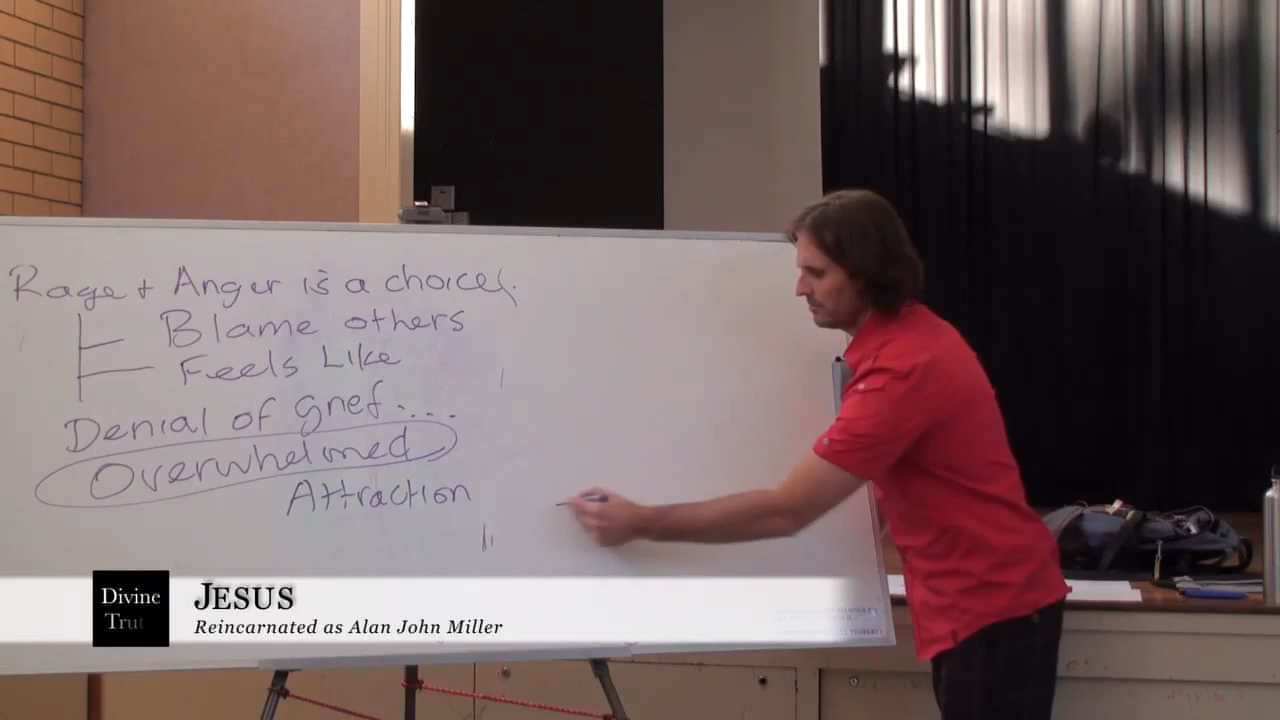 Rage + Anger is a choice.
Blame others
Feels Like
Denial of grief....
Overwhelmed
Attraction
Divine
Trut
JESUS
Reincarnated as Alan John Miller